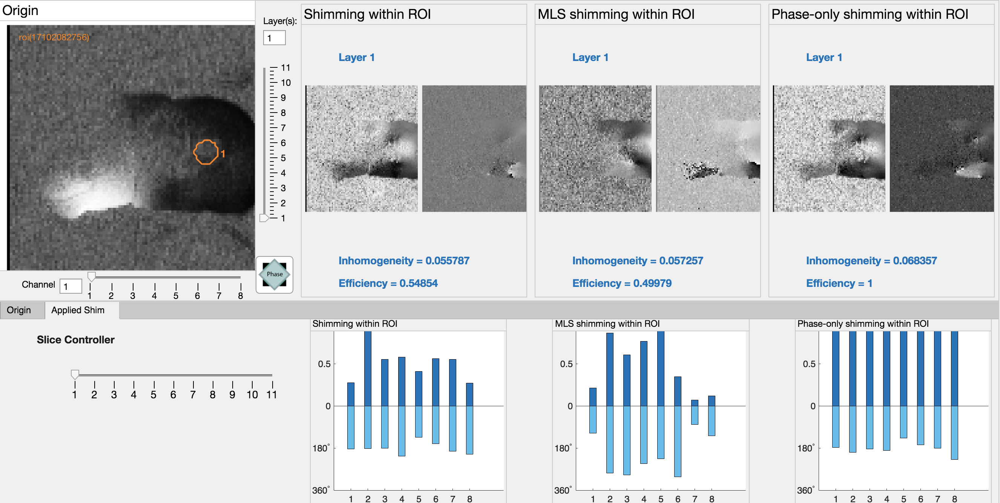 Origin
roi(17102082756)
1
Layer(s):
1
11
10
9
8
7
6
5
4
3
2
1
Phase
Channel 1
1 2 3 4 5 6 7 8
Shimming within ROI
Layer 1
Inhomogeneity = 0.055787
Efficiency = 0.54854
MLS shimming within ROI
Layer 1
Inhomogeneity = 0.057257
Efficiency = 0.49979
Phase-only shimming within ROI
Layer 1
Inhomogeneity = 0.068357
Efficiency = 1
Origin Applied Shim
Slice Controller
1 2 3 4 5 6 7 8 9 10 11
Shimming within ROI
0.5
0
180°
360°
1 2 3 4 5 6 7 8
MLS shimming within ROI
0.5
0
180°
360°
1 2 3 4 5 6 7 8
Phase-only shimming within ROI
0.5
0
180°
360°
1 2 3 4 5 6 7 8